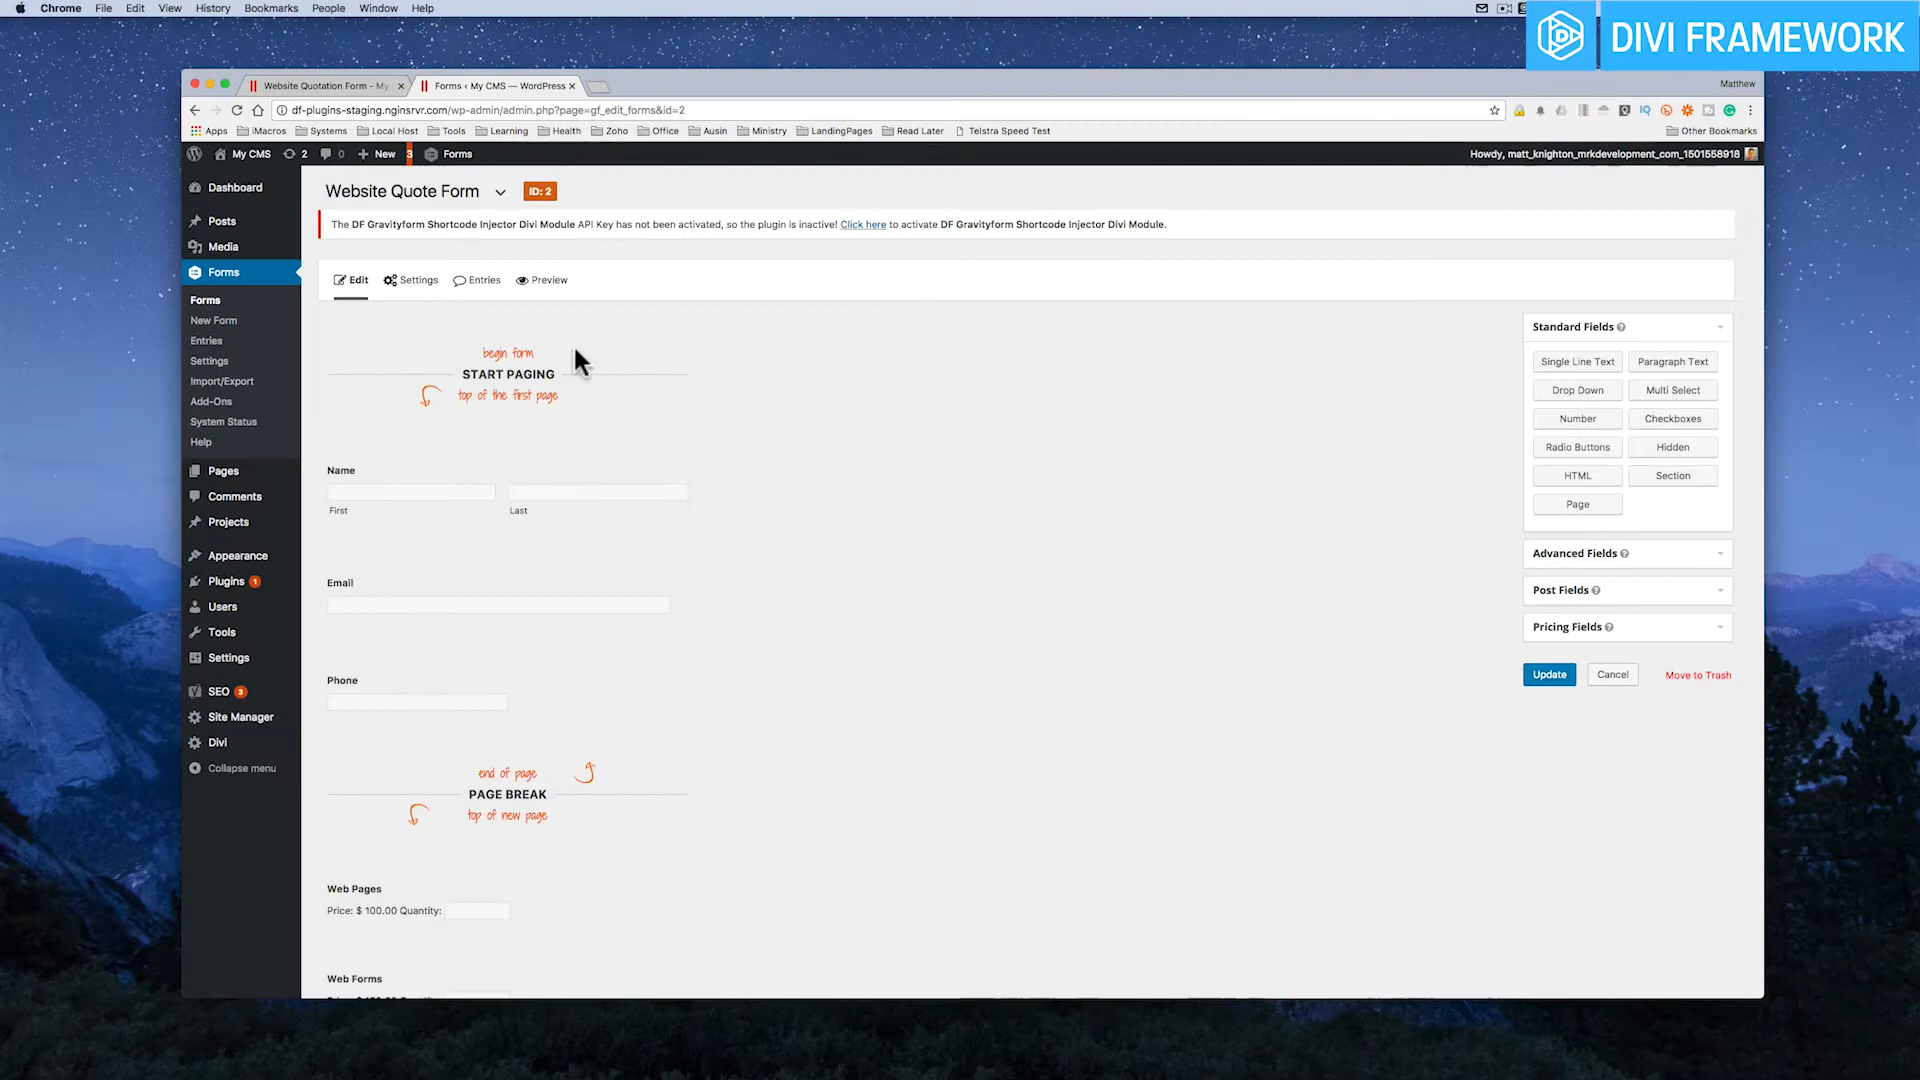 Chrome File Edit View History Bookmarks People Window Help
DIVI FRAMEWORK
Website Quotation Form - My
Forms ‹ My CMS — WordPress
Matthew
df-plugins-staging.nginsrvr.com/wp-admin/admin.php?page=gf_edit_forms&id=2
Apps iMacros Systems Local Host Tools Learning Health Zoho Office Ausin Ministry LandingPages Read Later Telstra Speed Test Other Bookmarks
My CMS 2 0 New 3 Forms
Howdy, matt_knighton_mrkdevelopment_com_1501558918
Dashboard
Posts
Media
Forms
Forms
New Form
Entries
Settings
Import/Export
Add-Ons
System Status
Help
Pages
Comments
Projects
Appearance
Plugins 1
Users
Tools
Settings
SEO 3
Site Manager
Divi
Collapse menu
Website Quote Form
ID: 2
The DF Gravityform Shortcode Injector Divi Module API Key has not been activated, so the plugin is inactive! Click here to activate DF Gravityform Shortcode Injector Divi Module.
Edit Settings Entries Preview
begin form
START PAGING
top of the first page
Name
First Last
Email
Phone
end of page
PAGE BREAK
top of new page
Web Pages
Price: $ 100.00 Quantity:
Web Forms
Standard Fields
Single Line Text Paragraph Text
Drop Down Multi Select
Number Checkboxes
Radio Buttons Hidden
HTML Section
Page
Advanced Fields
Post Fields
Pricing Fields
Update Cancel Move to Trash